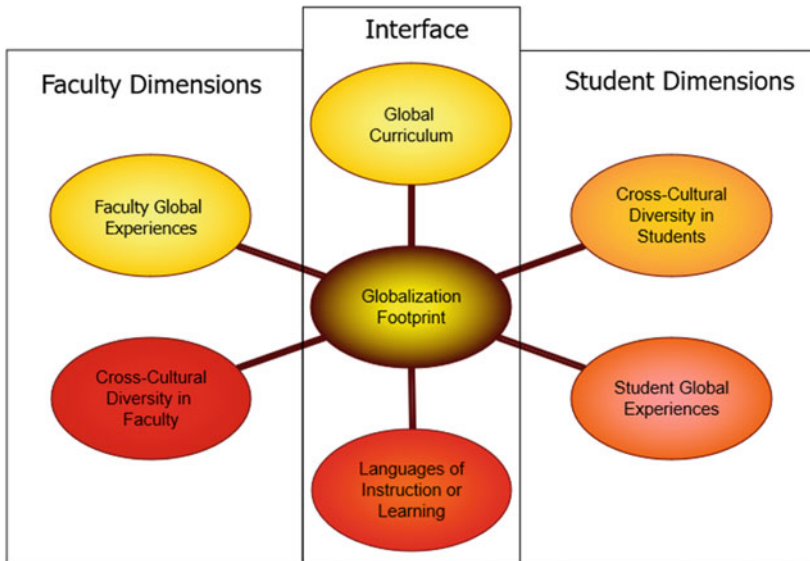 Interface
Faculty Dimensions
Student Dimensions
Global
Curriculum
Faculty Global
Experiences
Cross-Cultural
Diversity in
Students
Globalization
Footprint
Cross-Cultural
Diversity in
Faculty
Student Global
Experiences
Languages of
Instruction or
Learning